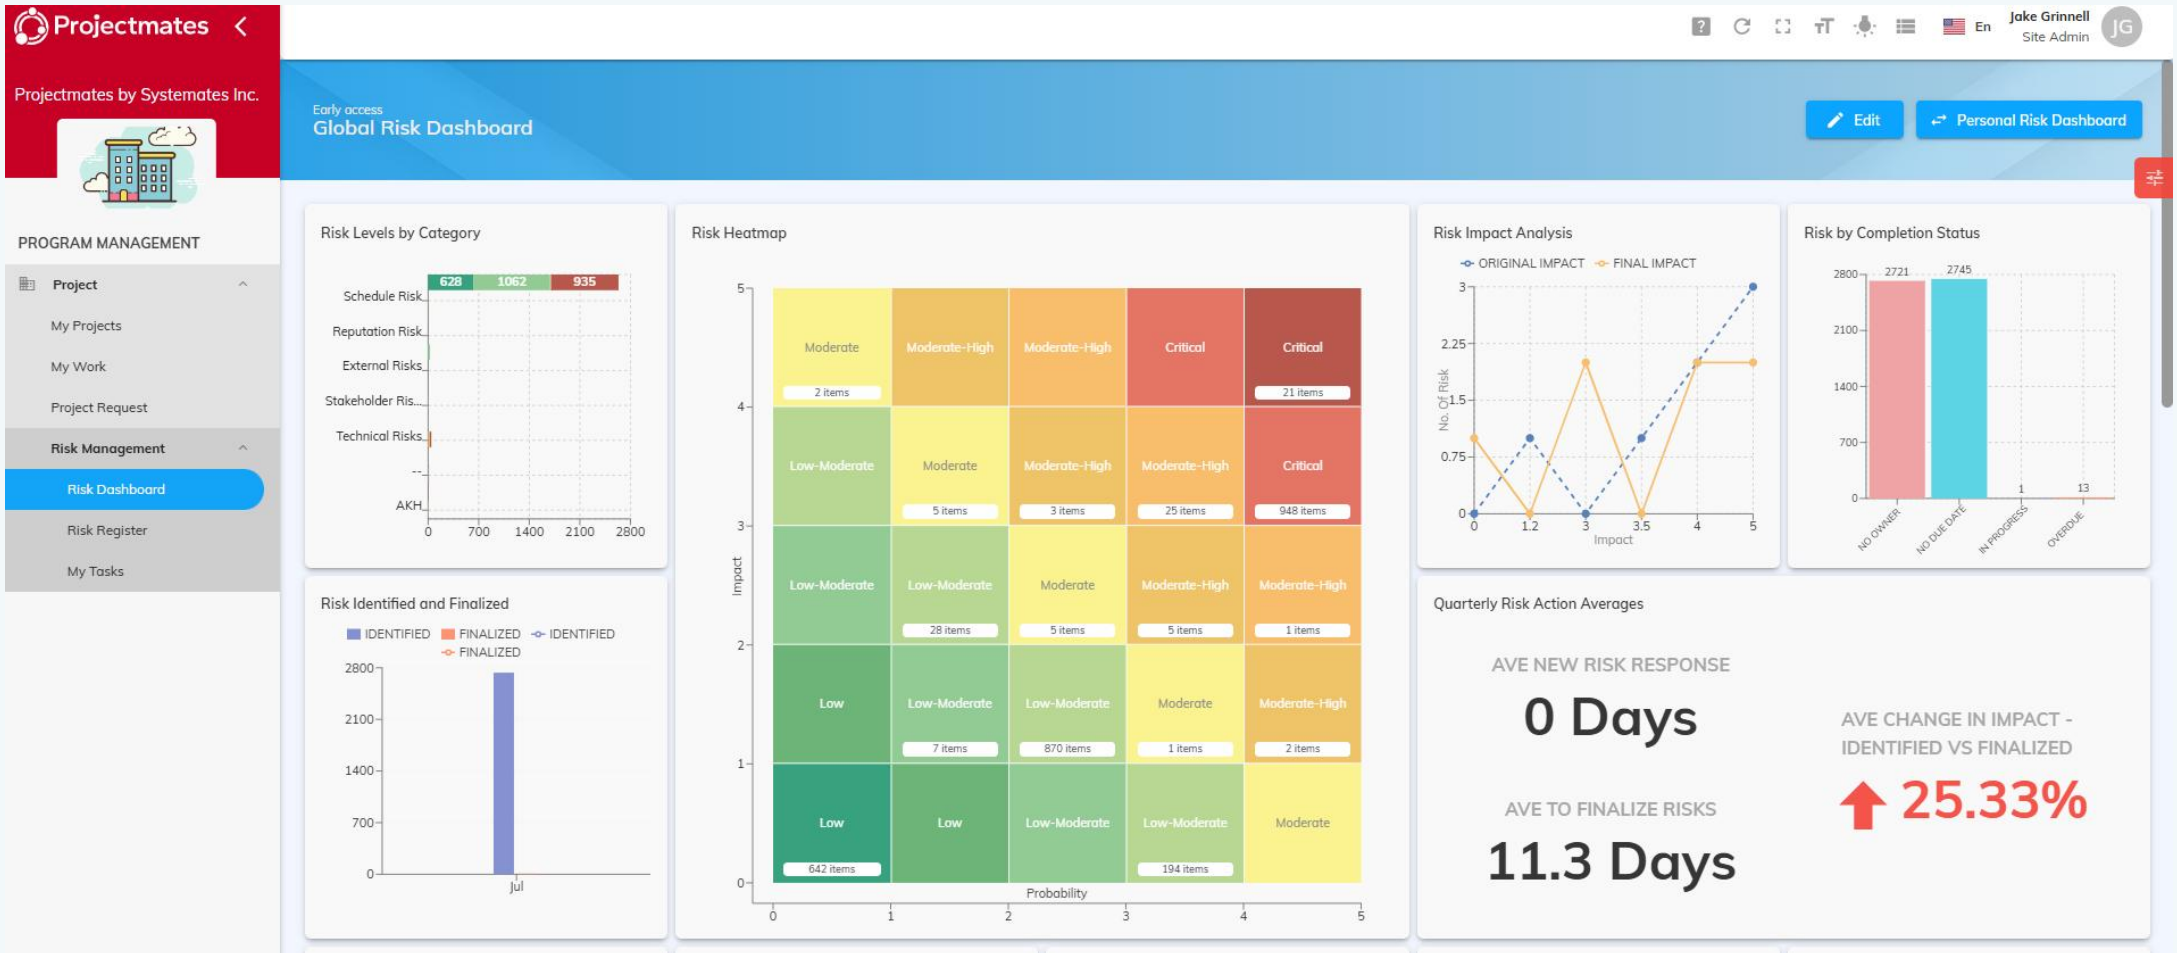 Projectmates
? En
Jake Grinnell
Site Admin
JG
Projectmates by Systemates Inc.
PROGRAM MANAGEMENT
Project
My Projects
My Work
Project Request
Risk Management
Risk Dashboard
Risk Register
My Tasks
Early access
Global Risk Dashboard
Edit
Personal Risk Dashboard
Risk Levels by Category
628 1062 935
Schedule Risk
Reputation Risk
External Risks
Stakeholder Ris...
Technical Risks
--
AKH
0 700 1400 2100 2800
Risk Identified and Finalized
IDENTIFIED FINALIZED IDENTIFIED
FINALIZED
2800
2100
1400
700
0
Jul
Risk Heatmap
5
Moderate Moderate-High Moderate-High Critical Critical
2 items 21 items
4
Low-Moderate Moderate Moderate-High Moderate-High Critical
5 items 3 items 25 items 948 items
3
Impact
Low-Moderate Low-Moderate Moderate Moderate-High Moderate-High
28 items 5 items 5 items 1 items
2
Low Low-Moderate Low-Moderate Moderate Moderate-High
7 items 870 items 1 items 2 items
1
Low Low Low-Moderate Low-Moderate Moderate
642 items 194 items
0
Probability
0 1 2 3 4 5
Risk Impact Analysis
ORIGINAL IMPACT FINAL IMPACT
3
2.25
1.5
0.75
0
No. Of Risk
0 1.2 3 3.5 4 5
Impact
Risk by Completion Status
2800
2100
1400
700
0
2721 2745 1 13
NO OWNER
NO DUE DATE
IN PROGRESS
OVERDUE
Quarterly Risk Action Averages
AVE NEW RISK RESPONSE
0 Days
AVE TO FINALIZE RISKS
11.3 Days
AVE CHANGE IN IMPACT -
IDENTIFIED VS FINALIZED
25.33%